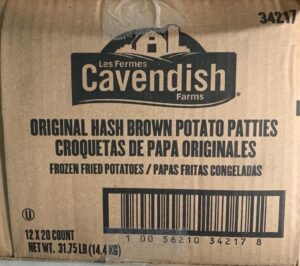 34217
Les Fermes
Cavendish
Farms
ORIGINAL HASH BROWN POTATO PATTIES
CROQUETAS DE PAPA ORIGINALES
FROZEN FRIED POTATOES / PAPAS FRITAS CONGELADAS
U
12 X 20 COUNT
NET WT. 31.75 LB (14.4 KG)
1 00 56210 34217 8